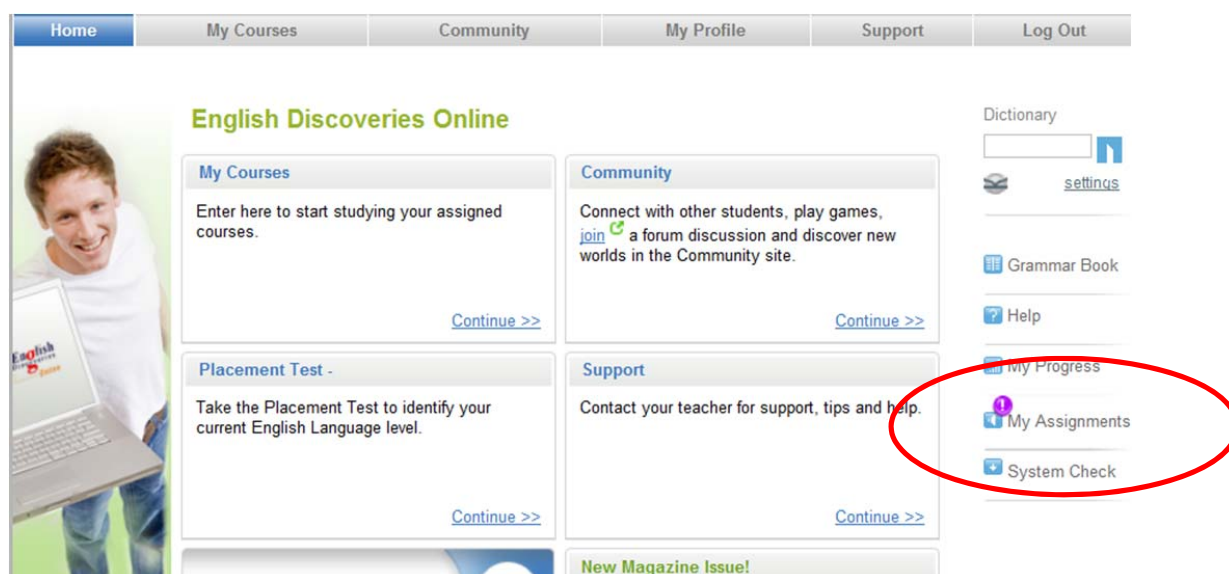 Home My Courses Community My Profile Support Log Out
English Discoveries Online
My Courses
Enter here to start studying your assigned
courses.
Continue >>
Community
Connect with other students, play games,
join a forum discussion and discover new
worlds in the Community site.
Continue >>
Placement Test -
Take the Placement Test to identify your
current English Language level.
Continue >>
Support
Contact your teacher for support, tips and help.
Continue >>
New Magazine Issue!
Dictionary
settings
Grammar Book
Help
My Progress
My Assignments
System Check
English
Discoveries